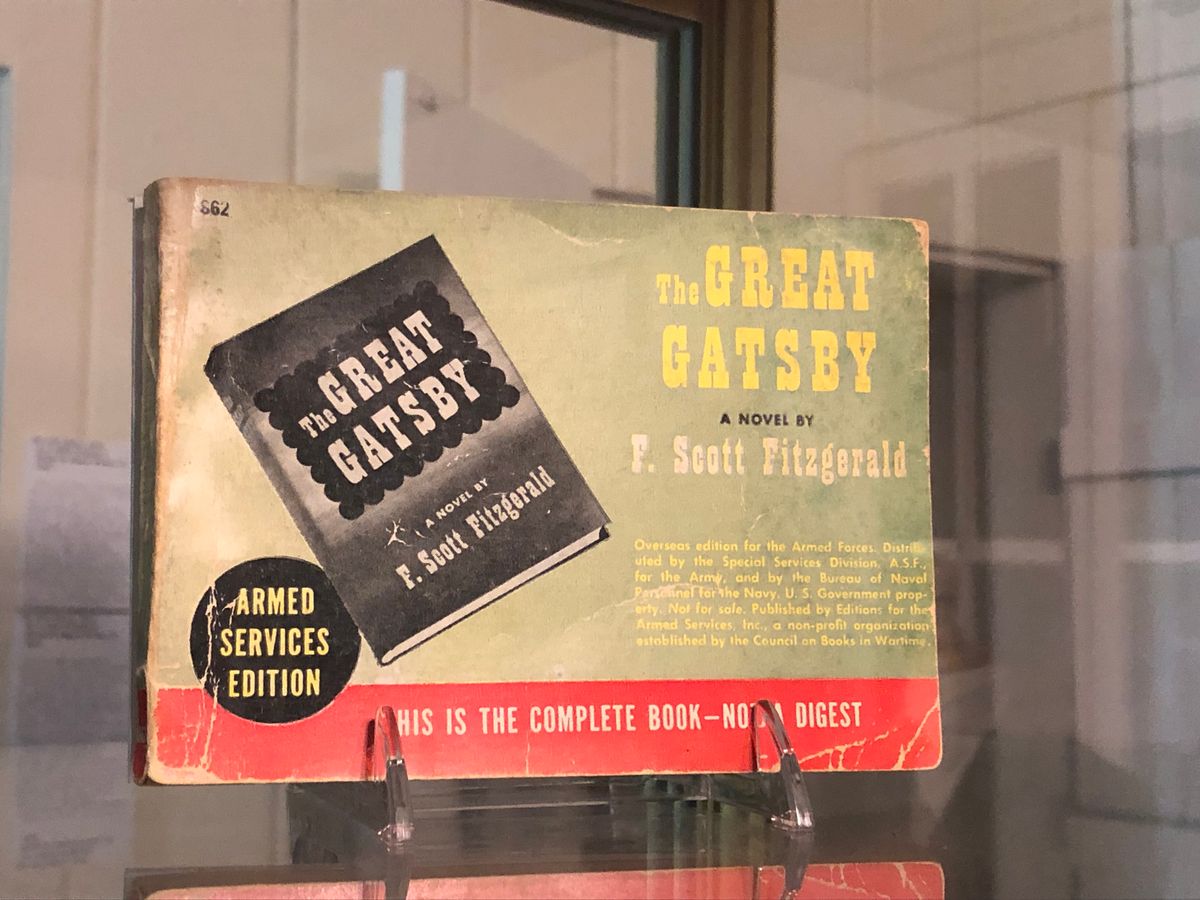 862
The GREAT
GATSBY
A NOVEL BY
F. Scott Fitzgerald
The GREAT
GATSBY
A NOVEL BY
F. Scott Fitzgerald
Overseas edition for the Armed Forces. Distrib-
uted by the Special Services Division, A.S.F.,
for the Army, and by the Bureau of Naval
Personnel for the Navy. U. S. Government prop-
erty. Not for sale. Published by Editions for the
Armed Services, Inc., a non-profit organization
established by the Council on Books in Wartime.
ARMED
SERVICES
EDITION
THIS IS THE COMPLETE BOOK—NOT A DIGEST